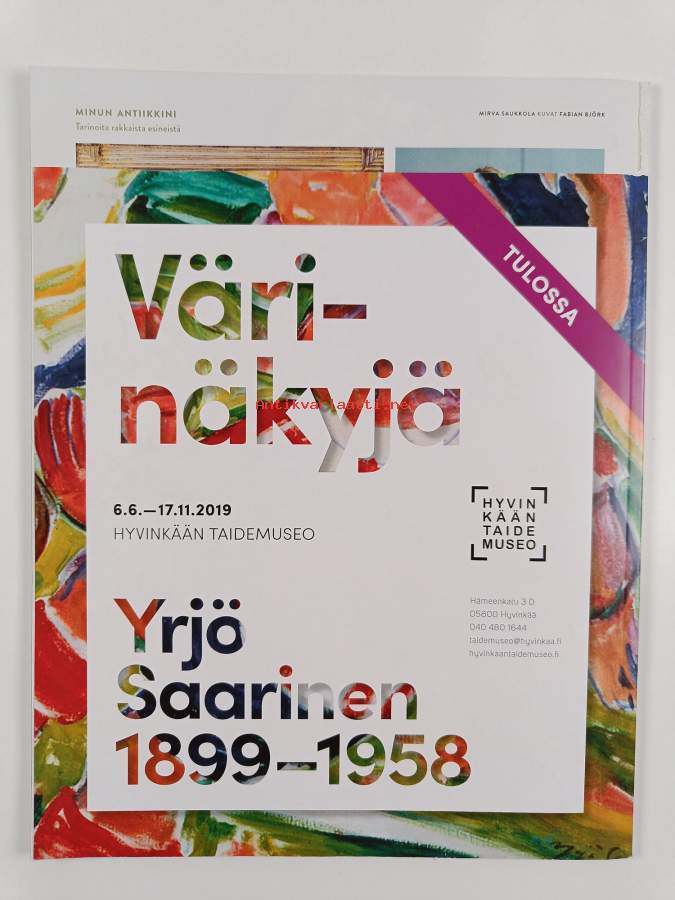 MINUN ANTIIKKINI
Tarinoita rakkaista esineistä
MIRVA SAUKKOLA KUVAT FABIAN BJÖRK
TULOSSA
Väri-
näkyjä
Antikvariaatti.net
6.6.—17.11.2019
HYVINKÄÄN TAIDEMUSEO
HYVIN
KÄÄN
TAIDE
MUSEO
Hämeenkatu 3 D
05800 Hyvinkää
040 480 1644
taidemuseo@hyvinkaa.fi
hyvinkaantaidemuseo.fi
Yrjö
Saarinen
1899–1958